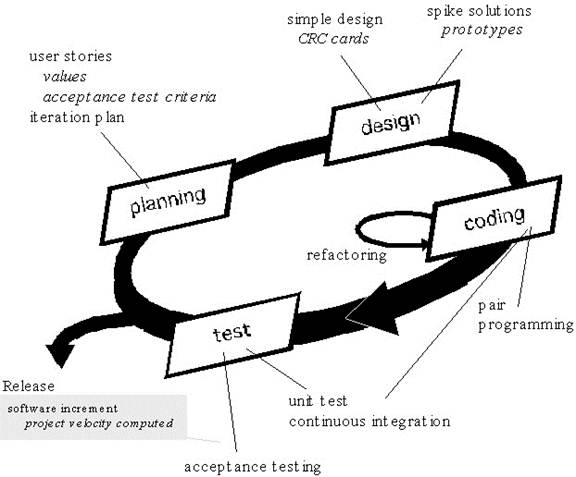 spike solutions
prototypes
simple design
CRC cards
user stories
values
acceptance test criteria
iteration plan
design
planning
coding
refactoring
pair
programming
test
unit test
continuous integration
Release
software increment
project velocity computed
acceptance testing